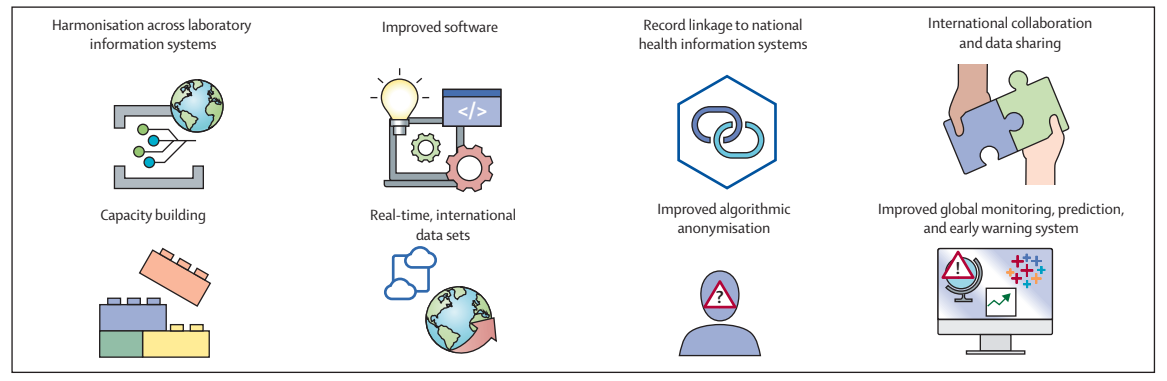 Harmonisation across laboratory
information systems
Improved software
Record linkage to national
health information systems
International collaboration
and data sharing
</>
Capacity building
Real-time, international
data sets
Improved algorithmic
anonymisation
Improved global monitoring, prediction,
and early warning system
?
!